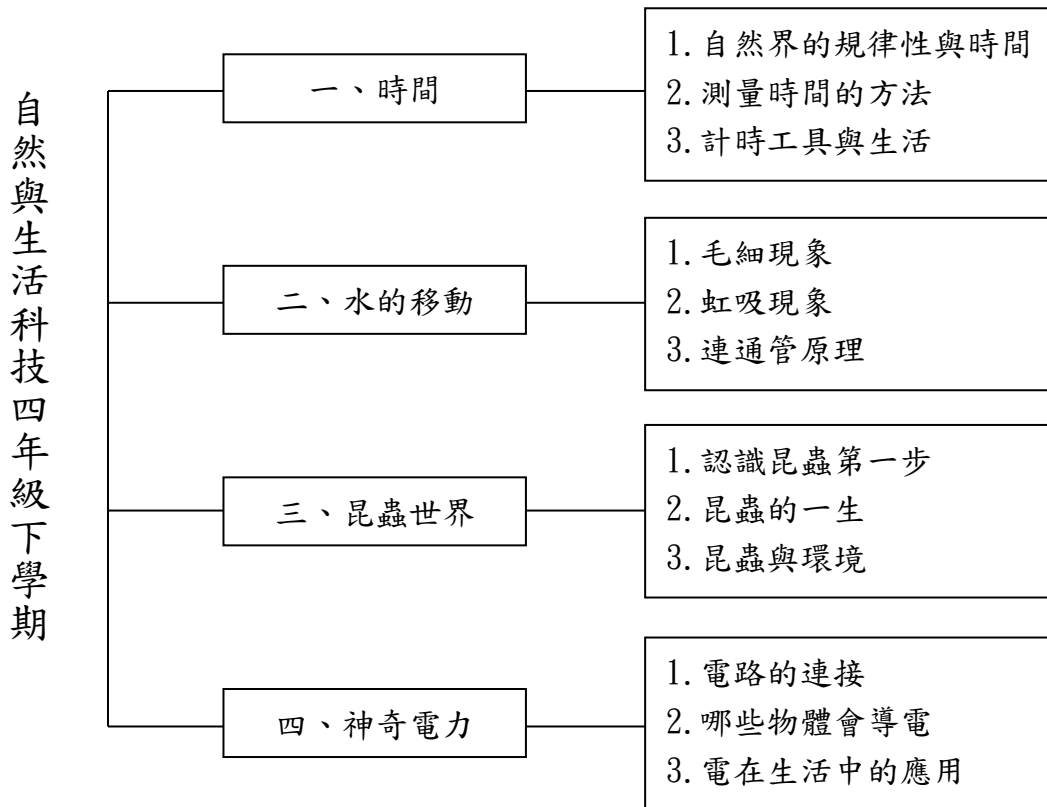 自然與生活科技四年級下學期
一、時間
1.自然界的規律性與時間
2.測量時間的方法
3.計時工具與生活
二、水的移動
1.毛細現象
2.虹吸現象
3.連通管原理
三、昆蟲世界
1.認識昆蟲第一步
2.昆蟲的一生
3.昆蟲與環境
四、神奇電力
1.電路的連接
2.哪些物體會導電
3.電在生活中的應用